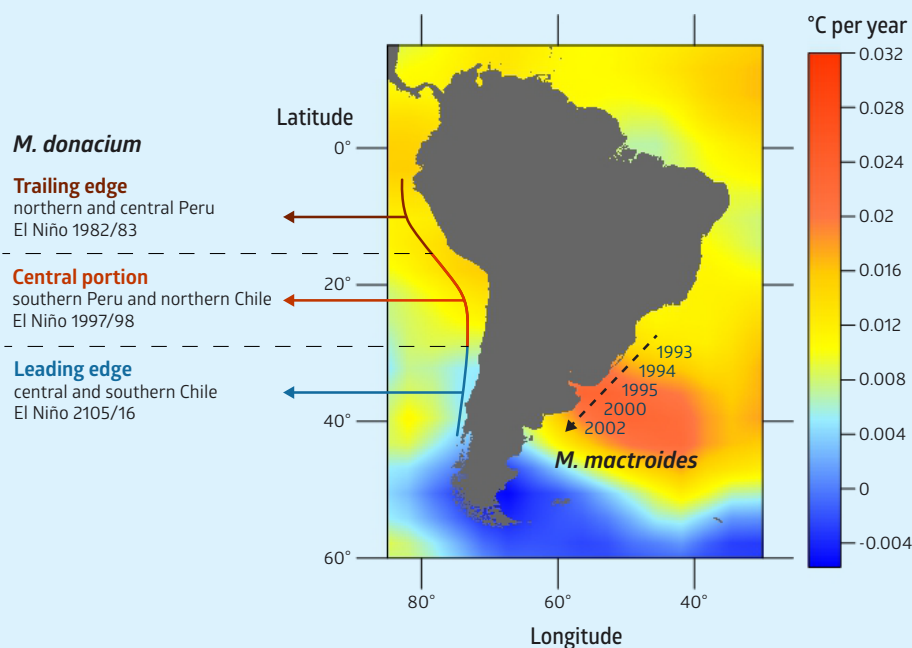 °C per year
0.032
0.028
0.024
0.02
0.016
0.012
0.008
0.004
0
-0.004
Latitude
0°
20°
40°
60°
M. donacium
Trailing edge
northern and central Peru
El Niño 1982/83
Central portion
southern Peru and northern Chile
El Niño 1997/98
Leading edge
central and southern Chile
El Niño 2105/16
1993
1994
1995
2000
2002
M. mactroides
80°
60°
40°
Longitude